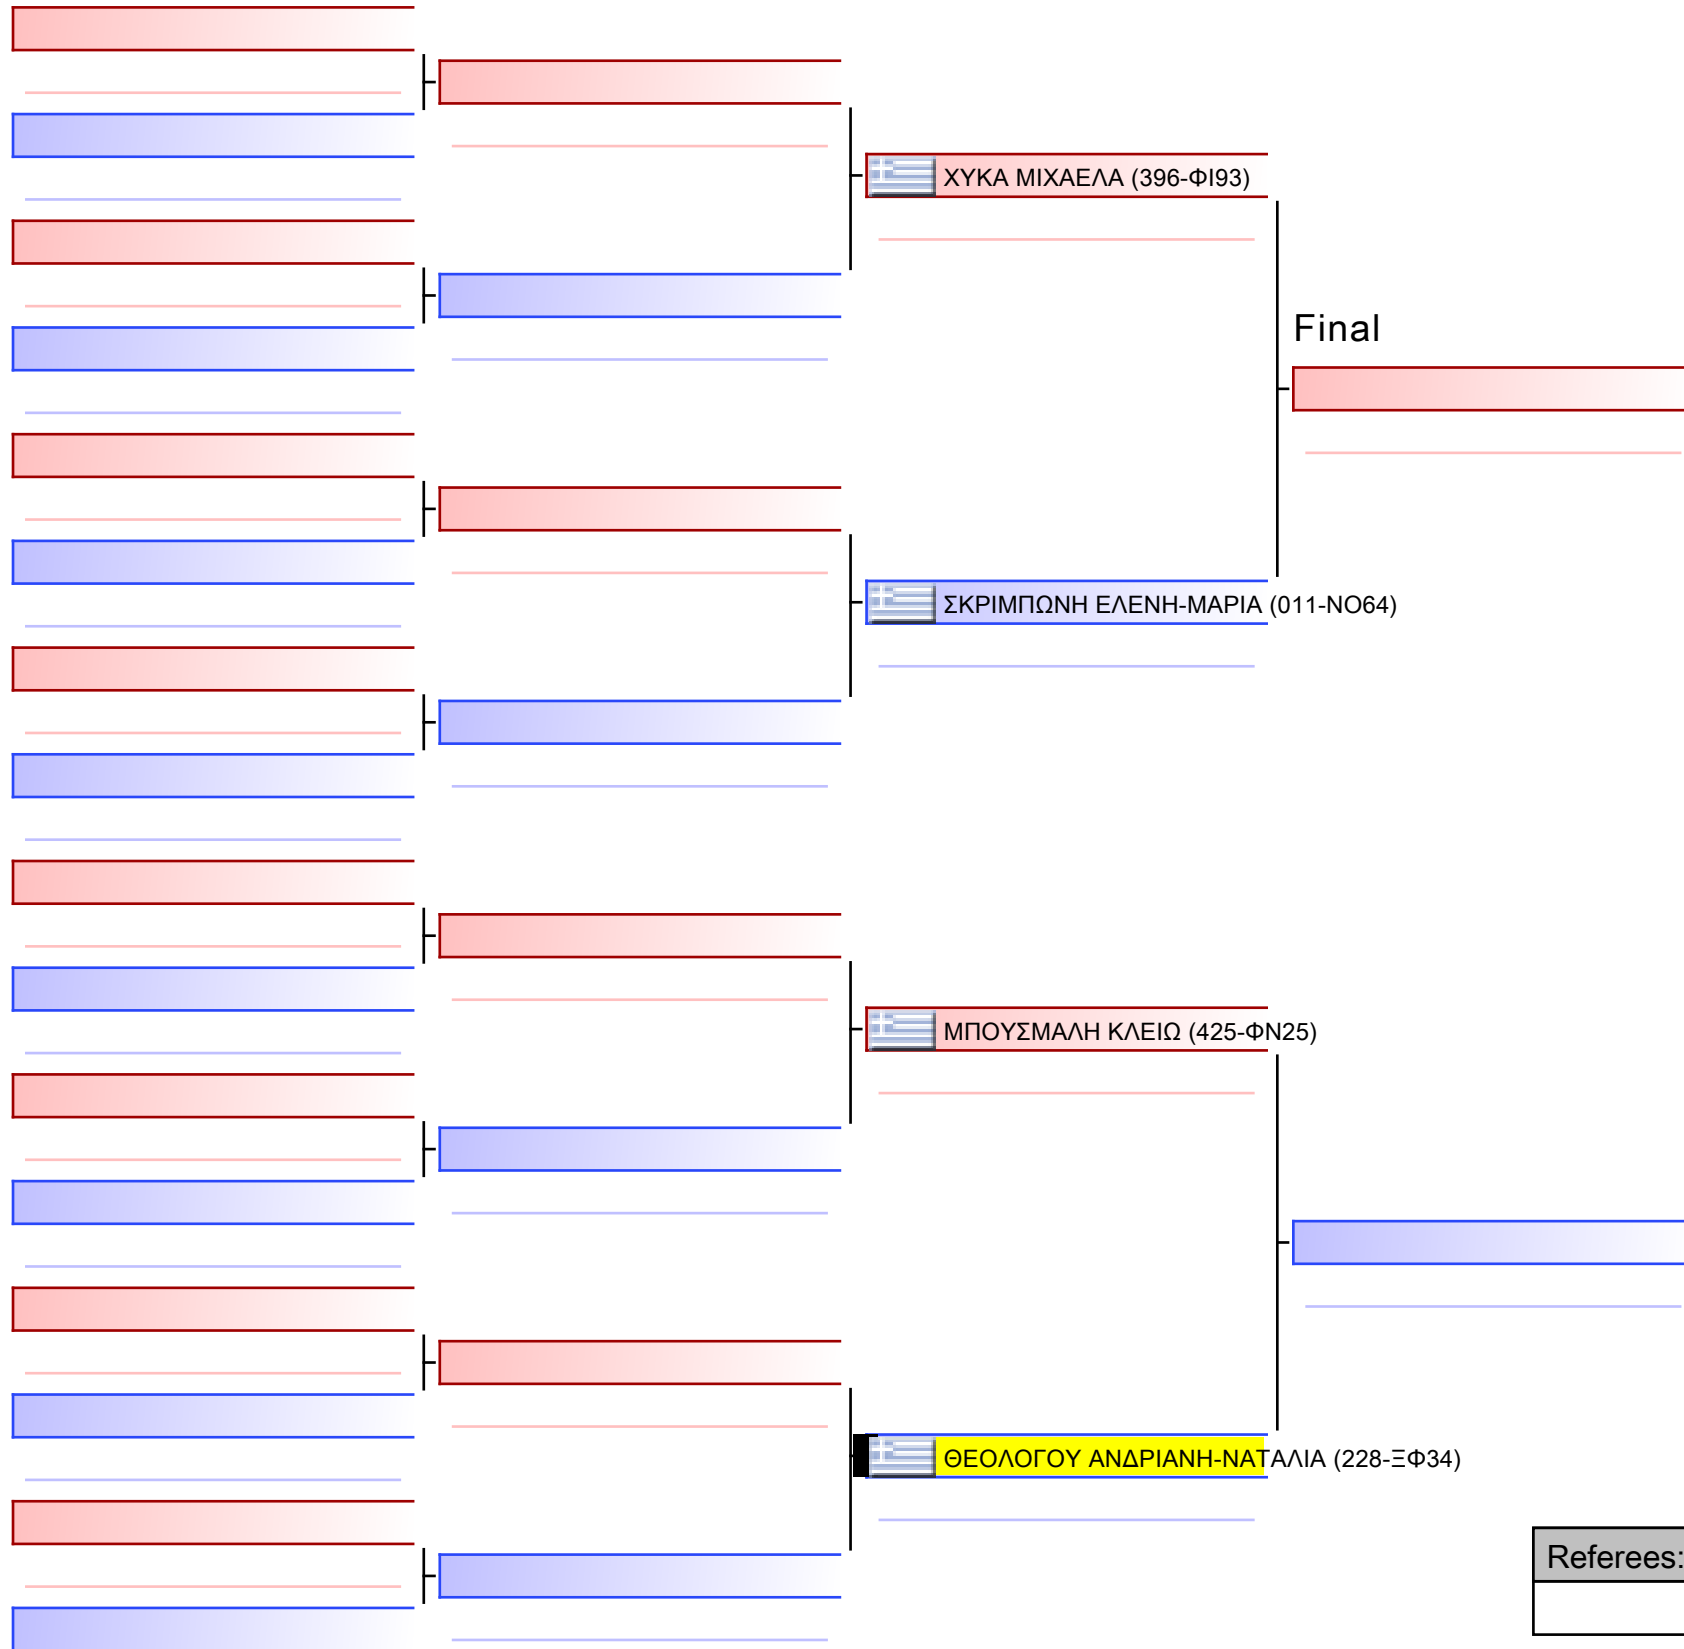 ΧΥΚΑ ΜΙΧΑΕΛΑ (396-ΦΙ93)
Final
ΣΚΡΙΜΠΩΝΗ ΕΛΕΝΗ-ΜΑΡΙΑ (011-ΝΟ64)
ΜΠΟΥΣΜΑΛΗ ΚΛΕΙΩ (425-ΦΝ25)
ΘΕΟΛΟΓΟΥ ΑΝΔΡΙΑΝΗ-ΝΑΤΑΛΙΑ (228-ΞΦ34)
Referees: